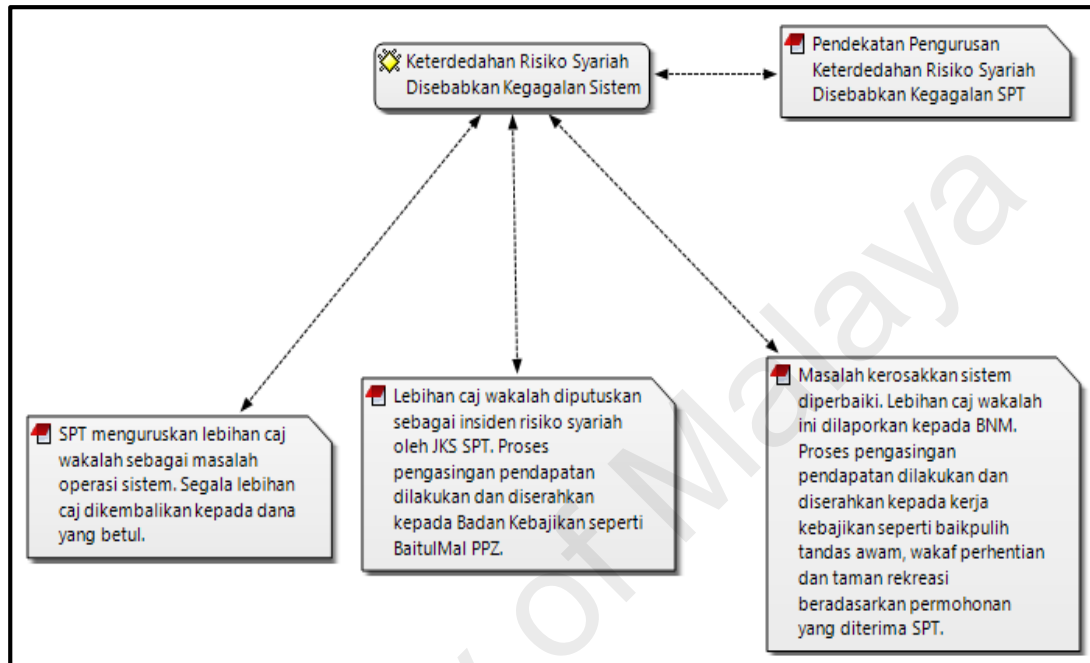 Keterdedahan Risiko Syariah
Disebabkan Kegagalan Sistem
Pendekatan Pengurusan
Keterdedahan Risiko Syariah
Disebabkan Kegagalan SPT
SPT menguruskan lebihan caj
wakalah sebagai masalah
operasi sistem. Segala lebihan
caj dikembalikan kepada dana
yang betul.
Lebihan caj wakalah diputuskan
sebagai insiden risiko syariah
oleh JKS SPT. Proses
pengasingan pendapatan
dilakukan dan diserahkan
kepada Badan Kebajikan seperti
BaitulMal PPZ.
Masalah kerosakkan sistem
diperbaiki. Lebihan caj wakalah
ini dilaporkan kepada BNM.
Proses pengasingan
pendapatan dilakukan dan
diserahkan kepada kerja
kebajikan seperti baikpulih
tandas awam, wakaf perhentian
dan taman rekreasi
beradasarkan permohonan
yang diterima SPT.
of Malaya